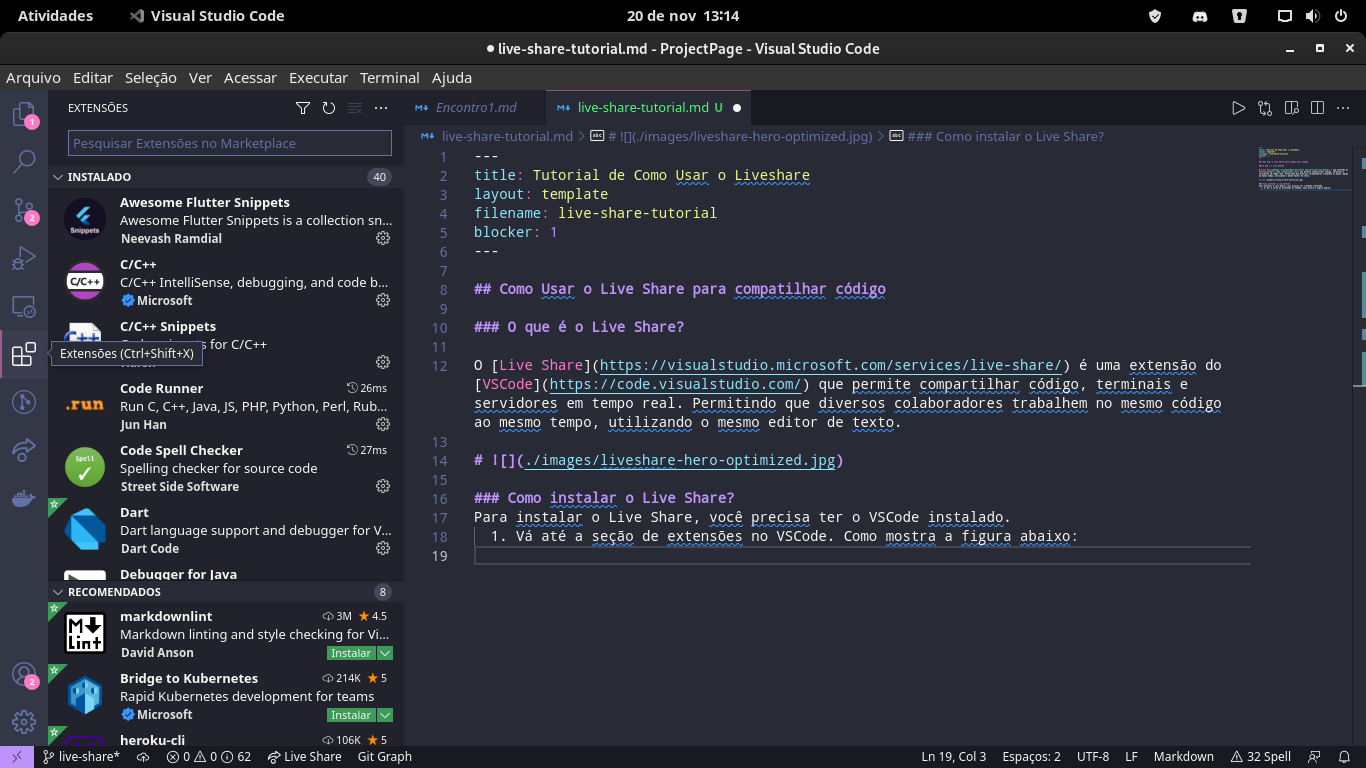 Atividades Visual Studio Code 20 de nov 13:14
live-share-tutorial.md - ProjectPage - Visual Studio Code
Arquivo Editar Seleção Ver Acessar Executar Terminal Ajuda
EXTENSÕES
Pesquisar Extensões no Marketplace
INSTALADO 40
Awesome Flutter Snippets
Awesome Flutter Snippets is a collection sn...
Neevash Ramdial
Snippets
C/C++
C/C++ IntelliSense, debugging, and code b...
Microsoft
C/C++
C/C++ Snippets
for C/C++
Extensões (Ctrl+Shift+X)
Code Runner 26ms
Run C, C++, Java, JS, PHP, Python, Perl, Rub...
Jun Han
.run
Code Spell Checker 27ms
Spelling checker for source code
Street Side Software
Spell
Dart
Dart language support and debugger for V...
Dart Code
Debugger for Java
RECOMENDADOS 8
markdownlint 3M 4.5
Markdown linting and style checking for Vi...
David Anson Instalar
M Lint
Bridge to Kubernetes 214K 5
Rapid Kubernetes development for teams
Microsoft Instalar
heroku-cli 106K 5
1
2
2
Encontro1.md live-share-tutorial.md U
live-share-tutorial.md > abc # ![](./images/liveshare-hero-optimized.jpg) > abc ### Como instalar o Live Share?
1 ---
2 title: Tutorial de Como Usar o Liveshare
3 layout: template
4 filename: live-share-tutorial
5 blocker: 1
6 ---
7
8 ## Como Usar o Live Share para compatilhar código
9
10 ### O que é o Live Share?
11
12 O [Live Share](https://visualstudio.microsoft.com/services/live-share/) é uma extensão do
[VSCode](https://code.visualstudio.com/) que permite compartilhar código, terminais e
servidores em tempo real. Permitindo que diversos colaboradores trabalhem no mesmo código
ao mesmo tempo, utilizando o mesmo editor de texto.
13
14 # ![](./images/liveshare-hero-optimized.jpg)
15
16 ### Como instalar o Live Share?
17 Para instalar o Live Share, você precisa ter o VSCode instalado.
18 1. Vá até a seção de extensões no VSCode. Como mostra a figura abaixo:
19
live-share* 0 0 62 Live Share Git Graph Ln 19, Col 3 Espaços: 2 UTF-8 LF Markdown 32 Spell